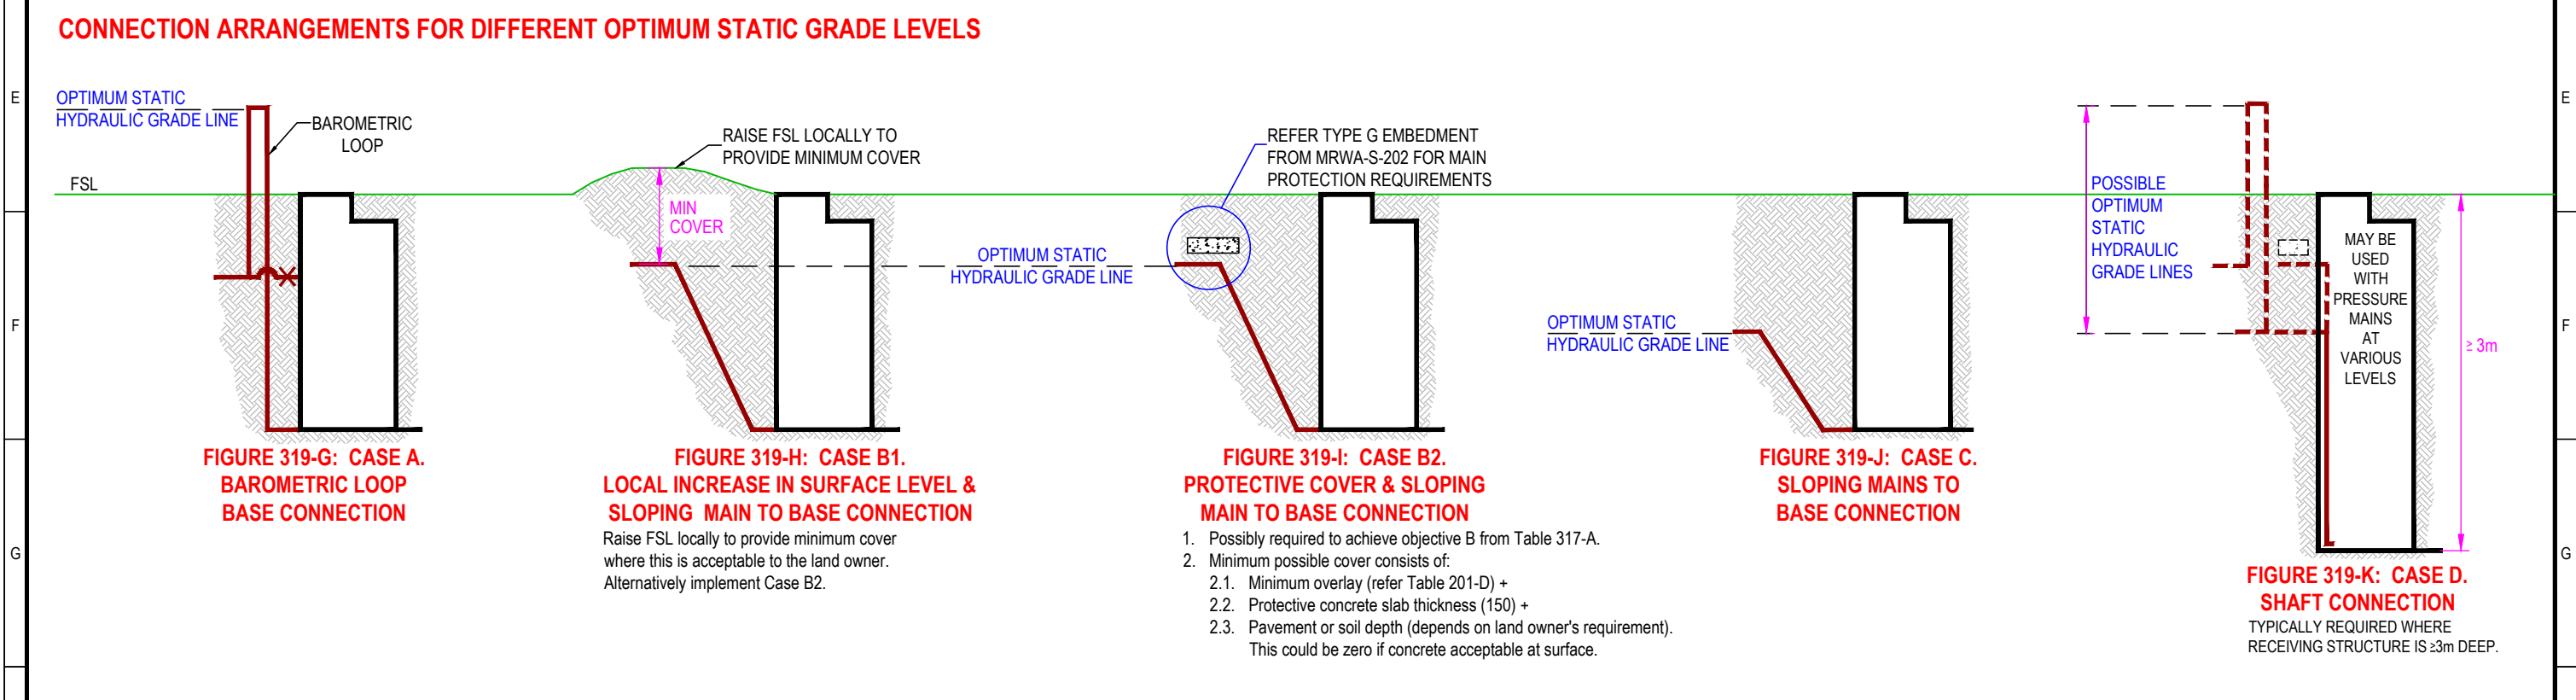 CONNECTION ARRANGEMENTS FOR DIFFERENT OPTIMUM STATIC GRADE LEVELS
E
E
F
F
G
G
OPTIMUM STATIC
HYDRAULIC GRADE LINE
BAROMETRIC
LOOP
FSL
FIGURE 319-G: CASE A.
BAROMETRIC LOOP
BASE CONNECTION
RAISE FSL LOCALLY TO
PROVIDE MINIMUM COVER
MIN
COVER
OPTIMUM STATIC
HYDRAULIC GRADE LINE
FIGURE 319-H: CASE B1.
LOCAL INCREASE IN SURFACE LEVEL &
SLOPING MAIN TO BASE CONNECTION
Raise FSL locally to provide minimum cover
where this is acceptable to the land owner.
Alternatively implement Case B2.
REFER TYPE G EMBEDMENT
FROM MRWA-S-202 FOR MAIN
PROTECTION REQUIREMENTS
FIGURE 319-I: CASE B2.
PROTECTIVE COVER & SLOPING
MAIN TO BASE CONNECTION
1. Possibly required to achieve objective B from Table 317-A.
2. Minimum possible cover consists of:
2.1. Minimum overlay (refer Table 201-D) +
2.2. Protective concrete slab thickness (150) +
2.3. Pavement or soil depth (depends on land owner's requirement).
This could be zero if concrete acceptable at surface.
OPTIMUM STATIC
HYDRAULIC GRADE LINE
FIGURE 319-J: CASE C.
SLOPING MAINS TO
BASE CONNECTION
POSSIBLE
OPTIMUM
STATIC
HYDRAULIC
GRADE LINES
MAY BE
USED
WITH
PRESSURE
MAINS
AT
VARIOUS
LEVELS
≥ 3m
FIGURE 319-K: CASE D.
SHAFT CONNECTION
TYPICALLY REQUIRED WHERE
RECEIVING STRUCTURE IS ≥3m DEEP.